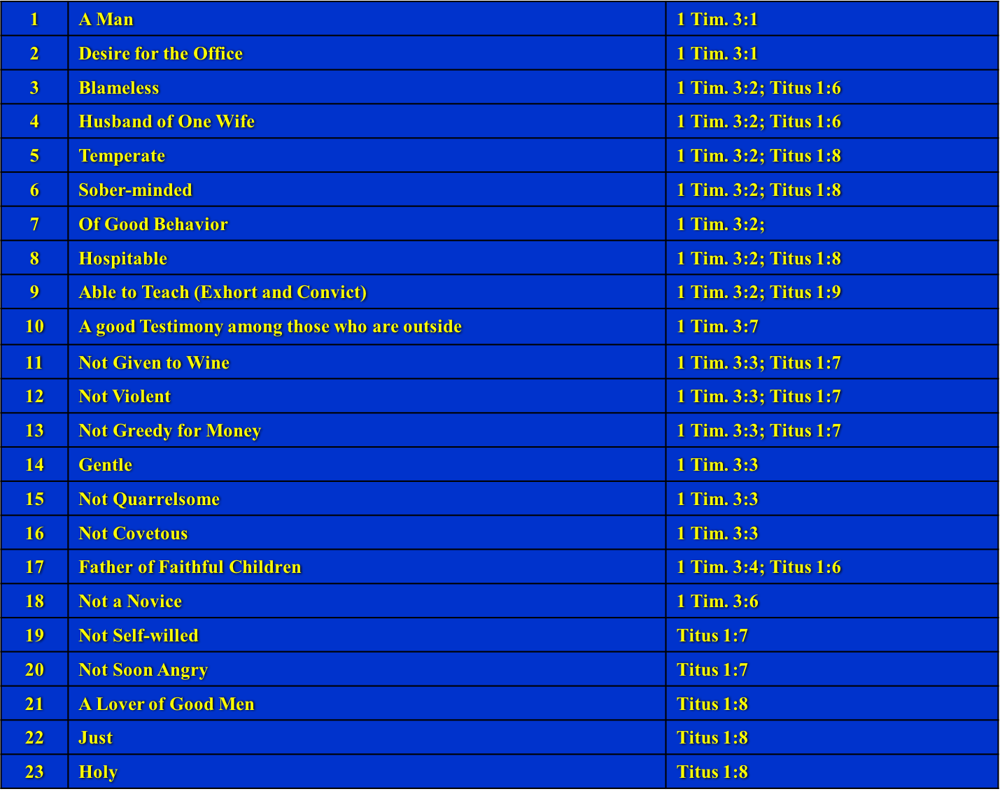 1 A Man 1 Tim. 3:1
2 Desire for the Office 1 Tim. 3:1
3 Blameless 1 Tim. 3:2; Titus 1:6
4 Husband of One Wife 1 Tim. 3:2; Titus 1:6
5 Temperate 1 Tim. 3:2; Titus 1:8
6 Sober-minded 1 Tim. 3:2; Titus 1:8
7 Of Good Behavior 1 Tim. 3:2;
8 Hospitable 1 Tim. 3:2; Titus 1:8
9 Able to Teach (Exhort and Convict) 1 Tim. 3:2; Titus 1:9
10 A good Testimony among those who are outside 1 Tim. 3:7
11 Not Given to Wine 1 Tim. 3:3; Titus 1:7
12 Not Violent 1 Tim. 3:3; Titus 1:7
13 Not Greedy for Money 1 Tim. 3:3; Titus 1:7
14 Gentle 1 Tim. 3:3
15 Not Quarrelsome 1 Tim. 3:3
16 Not Covetous 1 Tim. 3:3
17 Father of Faithful Children 1 Tim. 3:4; Titus 1:6
18 Not a Novice 1 Tim. 3:6
19 Not Self-willed Titus 1:7
20 Not Soon Angry Titus 1:7
21 A Lover of Good Men Titus 1:8
22 Just Titus 1:8
23 Holy Titus 1:8